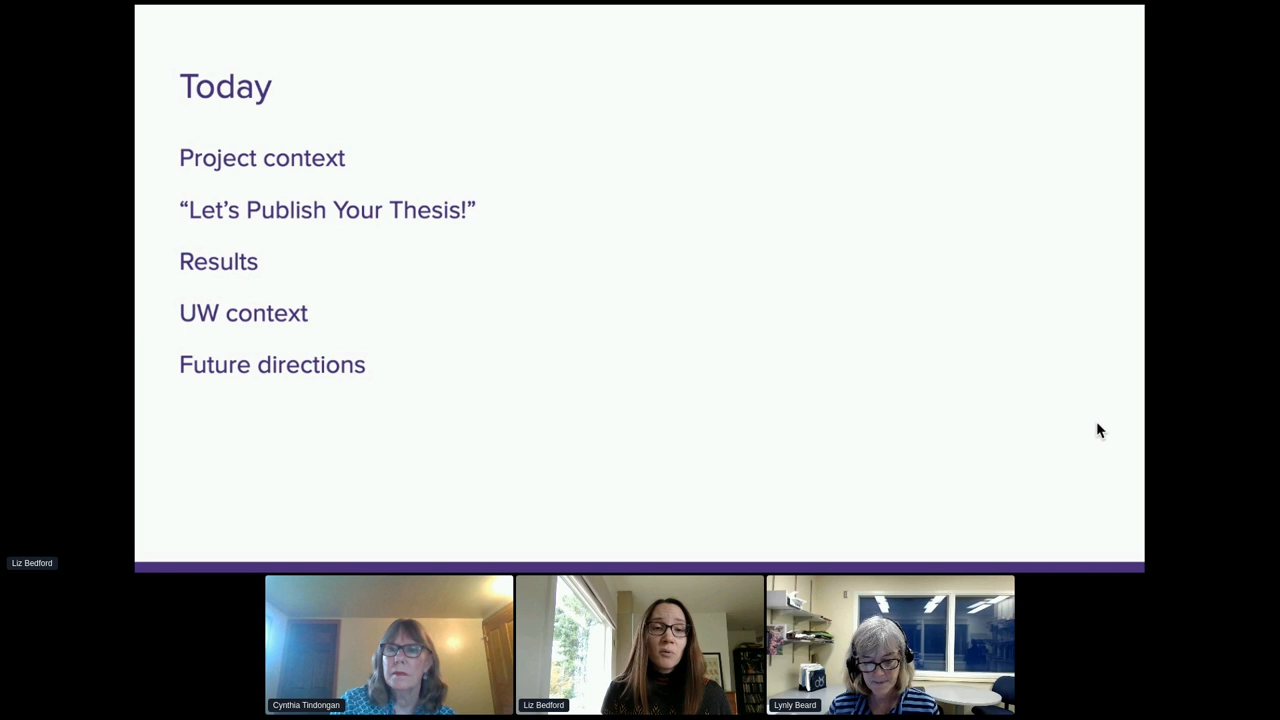 Today
Project context
“Let’s Publish Your Thesis!”
Results
UW context
Future directions
Liz Bedford
Cynthia Tindongan
Liz Bedford
Lynly Beard